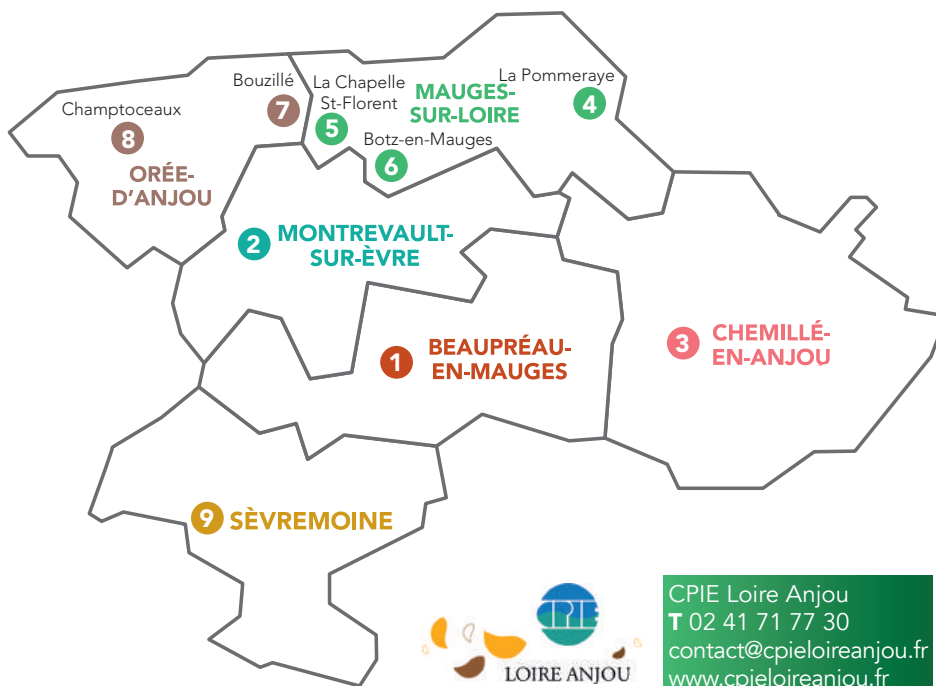 Champtoceaux
8
ORÉE-
D'ANJOU
Bouzillé
7
La Chapelle
St-Florent
5
MAUGES-
SUR-LOIRE
Botz-en-Mauges
6
La Pommeraye
4
2
MONTREVAULT-
SUR-ÈVRE
1
BEAUPRÉAU-
EN-MAUGES
3
CHEMILLÉ-
EN-ANJOU
9
SÈVREMOINE
CPIE
LOIRE ANJOU
CPIE Loire Anjou
T 02 41 71 77 30
contact@cpieloireanjou.fr
www.cpieloireanjou.fr